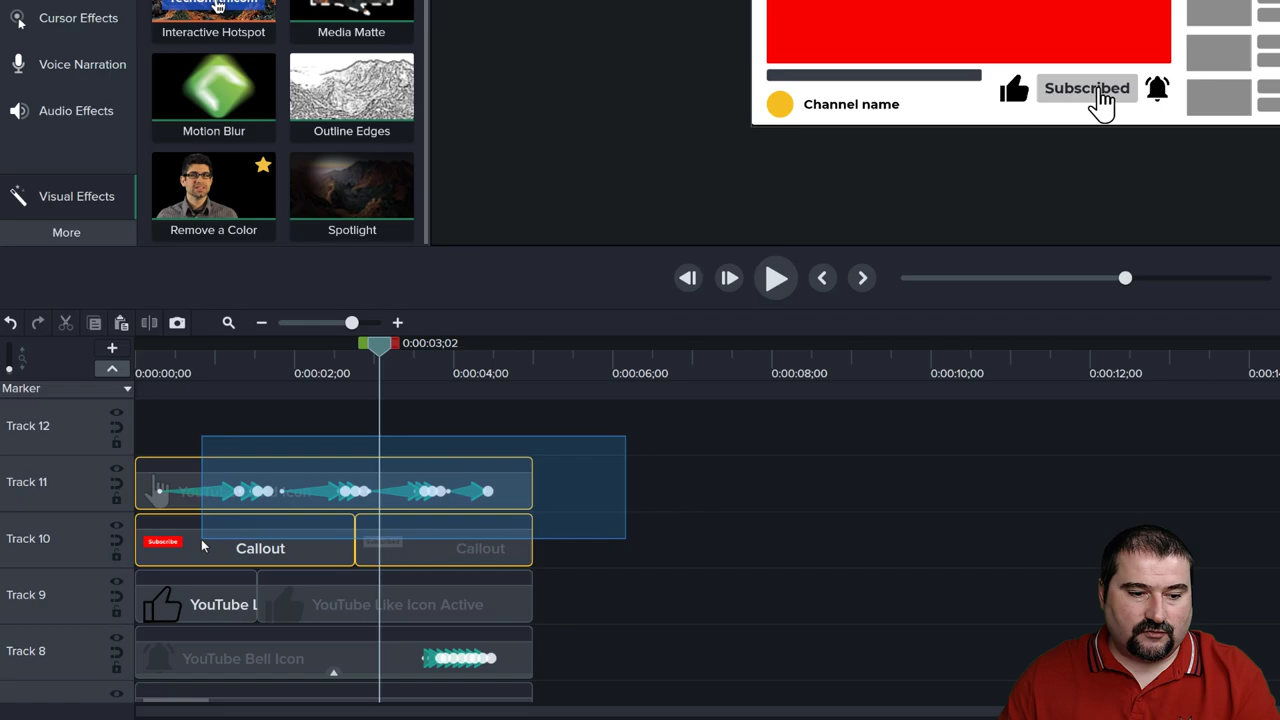 Cursor Effects
Voice Narration
Audio Effects
Visual Effects
More
Interactive Hotspot
Media Matte
Motion Blur
Outline Edges
Remove a Color
Spotlight
Channel name
Subscribed
0:00:03;02
0:00:00;00
0:00:02;00
0:00:04;00
0:00:06;00
0:00:08;00
0:00:10;00
0:00:12;00
Marker
Track 12
Track 11
Track 10
Subscribe
Callout
Callout
Track 9
YouTube L
YouTube Like Icon Active
Track 8
YouTube Bell Icon